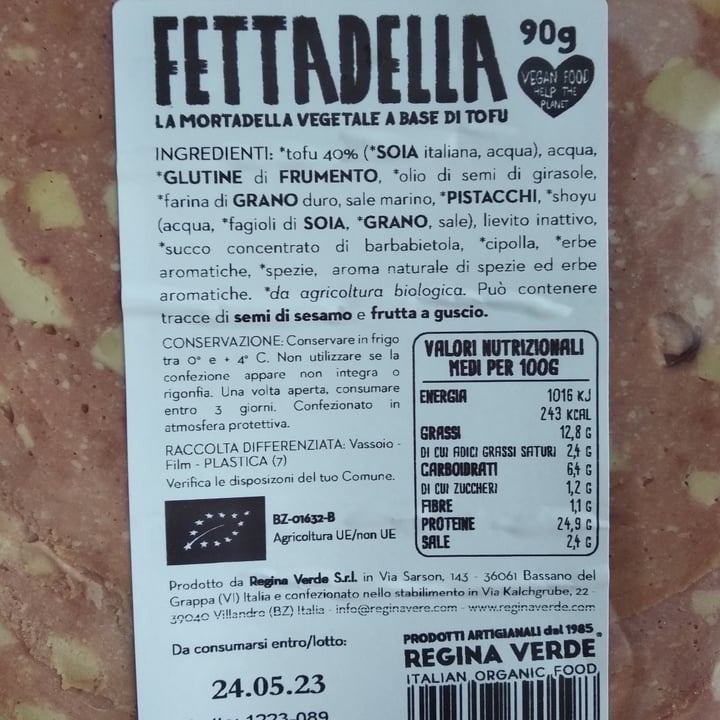 FETTADELLA 90g
VEGAN FOOD
HELP THE
PLANET
LA MORTADELLA VEGETALE A BASE DI TOFU
INGREDIENTI: *tofu 40% (*SOIA italiana, acqua), acqua,
*GLUTINE di FRUMENTO, *olio di semi di girasole,
*farina di GRANO duro, sale marino, *PISTACCHI, *shoyu
(acqua, *fagioli di SOIA, *GRANO, sale), lievito inattivo,
*succo concentrato di barbabietola, *cipolla, *erbe
aromatiche, *spezie, aroma naturale di spezie ed erbe
aromatiche. *da agricoltura biologica. Può contenere
tracce di semi di sesamo e frutta a guscio.
CONSERVAZIONE: Conservare in frigo
tra 0° e + 4° C. Non utilizzare se la
confezione appare non integra o
rigonfia. Una volta aperta, consumare
entro 3 giorni. Confezionato in
atmosfera protettiva.
RACCOLTA DIFFERENZIATA: Vassoio -
Film - PLASTICA (7)
Verifica le disposizoni del tuo Comune.
BZ-01632-B
Agricoltura UE/non UE
VALORI NUTRIZIONALI
MEDI PER 100G
ENERGIA 1016 KJ
243 KCAL
GRASSI 12,8 G
DI CUI ADICI GRASSI SATURI 2,4 G
CARBOIDRATI 6,4 G
DI CUI ZUCCHERI 1,2 G
FIBRE 1,1 G
PROTEINE 24,9 G
SALE 2,4 G
Prodotto da Regina Verde S.r.l. in Via Sarson, 143 - 36061 Bassano del
Grappa (VI) Italia e confezionato nello stabilimento in Via Kalchgrube, 22 -
39040 Villandro (BZ) Italia - info@reginavere.com - www.reginaverde.com
Da consumarsi entro/lotto:
24.05.23
1223-089
PRODOTTI ARTIGIANALI dal 1985
REGINA VERDE
ITALIAN ORGANIC FOOD